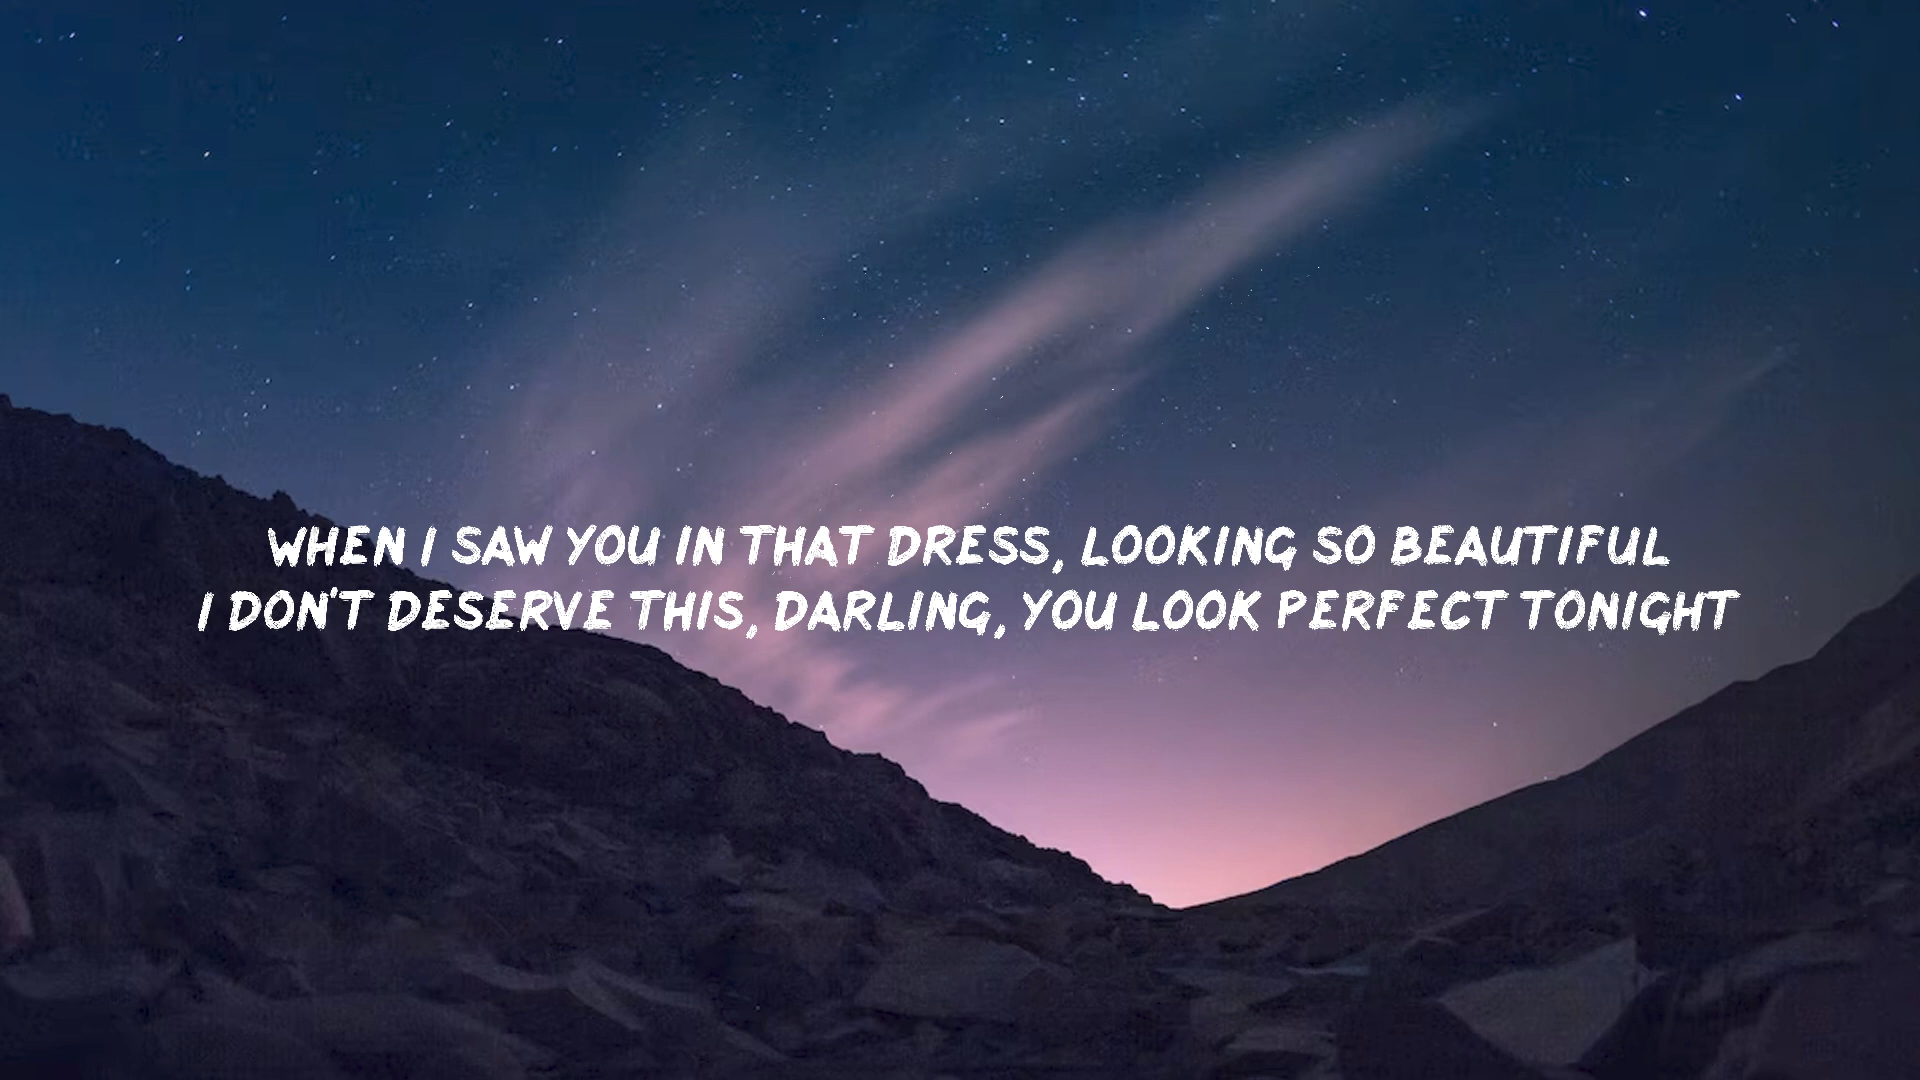 WHEN I SAW YOU IN THAT DRESS, LOOKING SO BEAUTIFUL
I DON'T DESERVE THIS, DARLING, YOU LOOK PERFECT TONIGHT